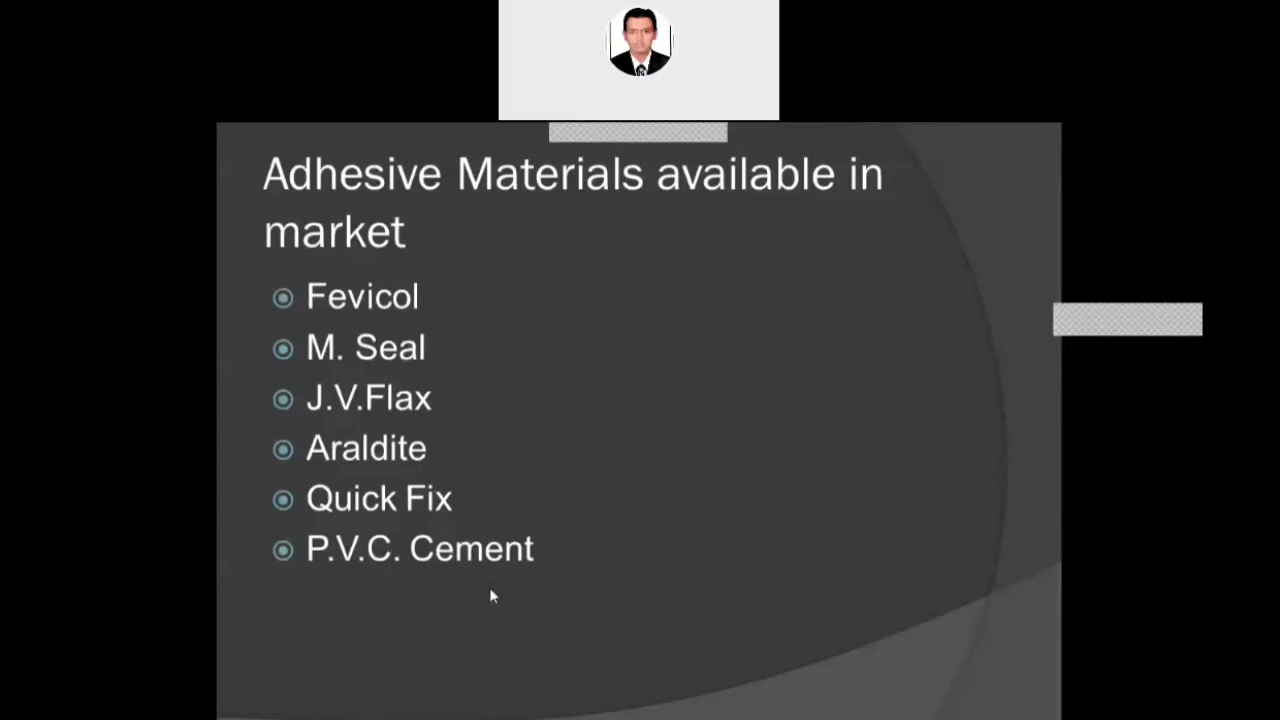 Adhesive Materials available in
market
Fevicol
M. Seal
J.V.Flax
Araldite
Quick Fix
P.V.C. Cement